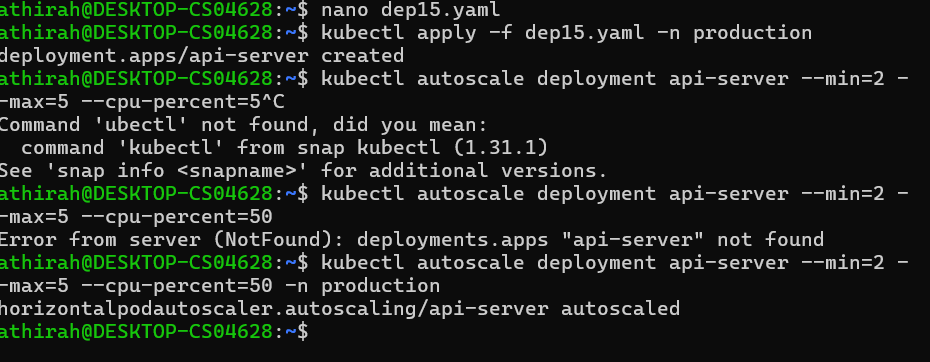 athirah@DESKTOP-CS04628:~$ nano dep15.yaml
athirah@DESKTOP-CS04628:~$ kubectl apply -f dep15.yaml -n production
deployment.apps/api-server created
athirah@DESKTOP-CS04628:~$ kubectl autoscale deployment api-server --min=2 -
-max=5 --cpu-percent=5^C
Command 'ubectl' not found, did you mean:
  command 'kubectl' from snap kubectl (1.31.1)
See 'snap info <snapname>' for additional versions.
athirah@DESKTOP-CS04628:~$ kubectl autoscale deployment api-server --min=2 -
-max=5 --cpu-percent=50
Error from server (NotFound): deployments.apps "api-server" not found
athirah@DESKTOP-CS04628:~$ kubectl autoscale deployment api-server --min=2 -
-max=5 --cpu-percent=50 -n production
horizontalpodautoscaler.autoscaling/api-server autoscaled
athirah@DESKTOP-CS04628:~$